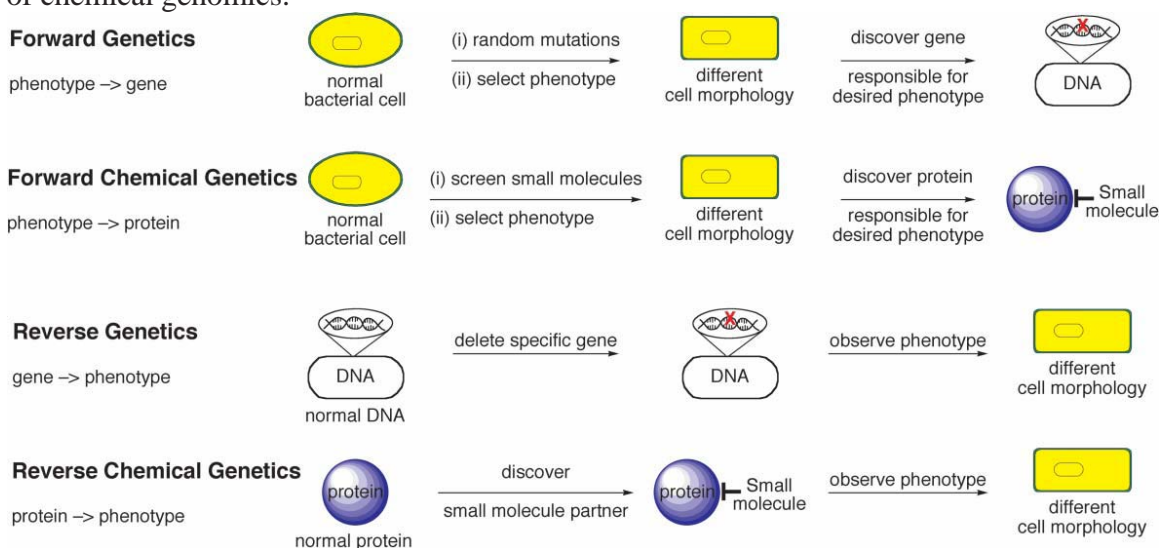 of chemical genomics.
Forward Genetics
phenotype –> gene
normal
bacterial cell
(i) random mutations
(ii) select phenotype
different
cell morphology
discover gene
responsible for
desired phenotype
DNA
Forward Chemical Genetics
phenotype –> protein
normal
bacterial cell
(i) screen small molecules
(ii) select phenotype
different
cell morphology
discover protein
responsible for
desired phenotype
protein
Small
molecule
Reverse Genetics
gene –> phenotype
DNA
normal DNA
delete specific gene
DNA
observe phenotype
different
cell morphology
Reverse Chemical Genetics
protein –> phenotype
protein
normal protein
discover
small molecule partner
protein
Small
molecule
observe phenotype
different
cell morphology